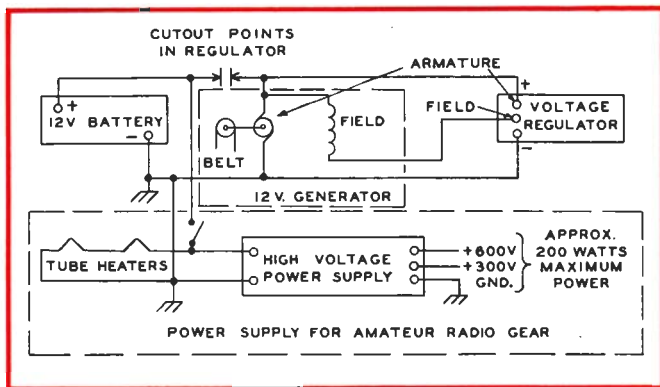 CUTOUT POINTS
IN REGULATOR
ARMATURE
+
12V BATTERY
-
BELT
FIELD
12 V. GENERATOR
+
FIELD
VOLTAGE
REGULATOR
-
TUBE HEATERS
HIGH VOLTAGE
POWER SUPPLY
+600V
+300V
GND.
APPROX.
200 WATTS
MAXIMUM
POWER
POWER SUPPLY FOR AMATEUR RADIO GEAR